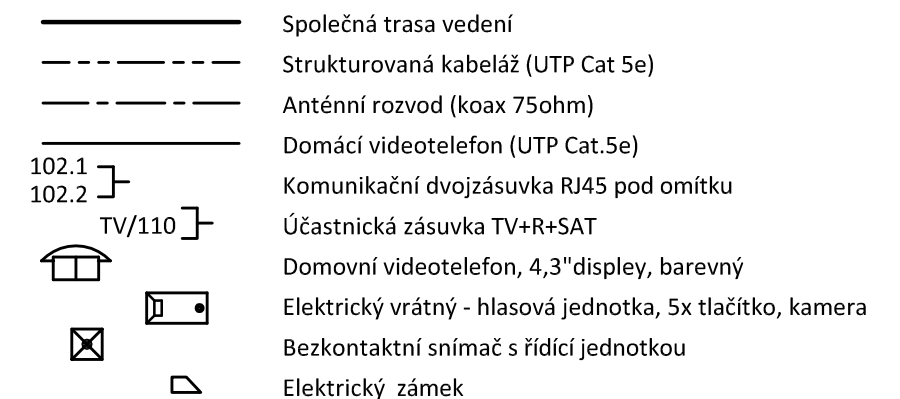 Společná trasa vedení
Strukturovaná kabeláž (UTP Cat 5e)
Anténní rozvod (koax 75ohm)
Domácí videotelefon (UTP Cat.5e)
102.1
102.2
Komunikační dvojzásuvka RJ45 pod omítku
TV/110 Účastnická zásuvka TV+R+SAT
Domovní videotelefon, 4,3"displey, barevný
Elektrický vrátný - hlasová jednotka, 5x tlačítko, kamera
Bezkontaktní snímač s řídící jednotkou
Elektrický zámek